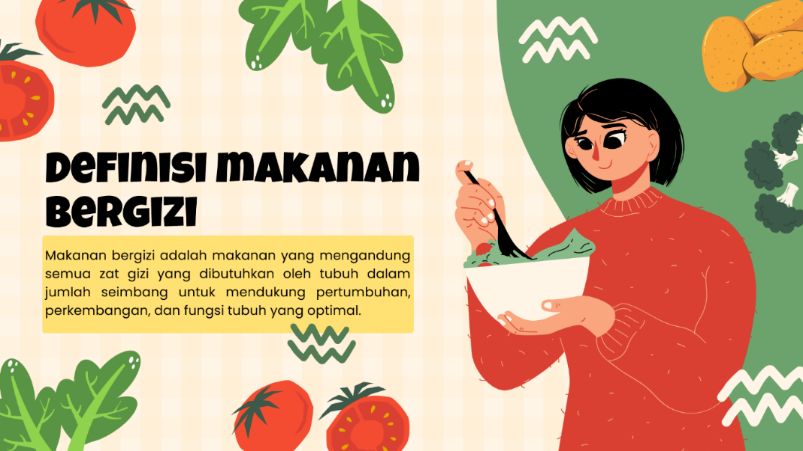 Definisi makanan
bergizi
Makanan bergizi adalah makanan yang mengandung
semua zat gizi yang dibutuhkan oleh tubuh dalam
jumlah seimbang untuk mendukung pertumbuhan,
perkembangan, dan fungsi tubuh yang optimal.